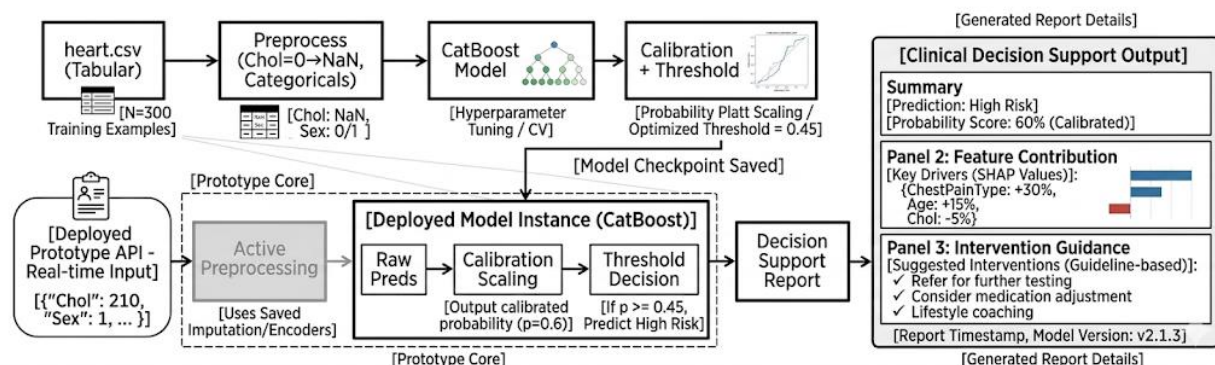 heart.csv
(Tabular)
[N=300
Training Examples]
Preprocess
(Chol=0→NaN,
Categoricals)
[Chol: NaN,
Sex: 0/1]
CatBoost
Model
[Hyperparameter
Tuning / CV]
Calibration
+ Threshold
[Probability Platt Scaling /
Optimized Threshold = 0.45]
[Model Checkpoint Saved]
[Deployed
Prototype API -
Real-time Input]
[{"Chol": 210,
"Sex": 1, ... }]
[Prototype Core]
Active
Preprocessing
[Uses Saved
Imputation/Encoders]
[Deployed Model Instance (CatBoost)]
Raw
Preds
Calibration
Scaling
Threshold
Decision
[Output calibrated
probability (p=0.6)]
[If p >= 0.45,
Predict High Risk]
[Prototype Core]
Decision
Support
Report
[Generated Report Details]
[Clinical Decision Support Output]
Summary
[Prediction: High Risk]
[Probability Score: 60% (Calibrated)]
Panel 2: Feature Contribution
[Key Drivers (SHAP Values)]:
{ChestPainType: +30%,
Age: +15%,
Chol: -5%}
Panel 3: Intervention Guidance
[Suggested Interventions (Guideline-based)]:
✓ Refer for further testing
✓ Consider medication adjustment
✓ Lifestyle coaching
[Report Timestamp, Model Version: v2.1.3]
[Generated Report Details]